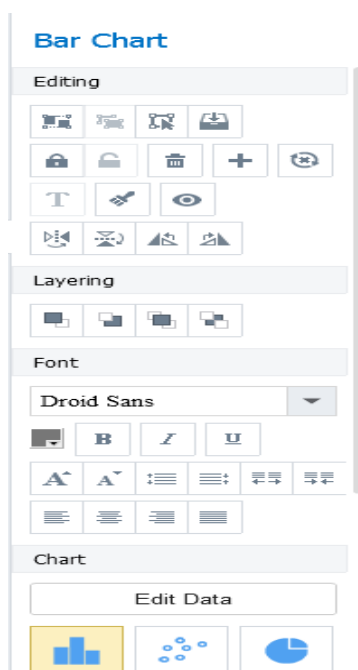 Bar Chart
Editing
T
Layering
Font
Droid Sans
B I U
A A
Chart
Edit Data